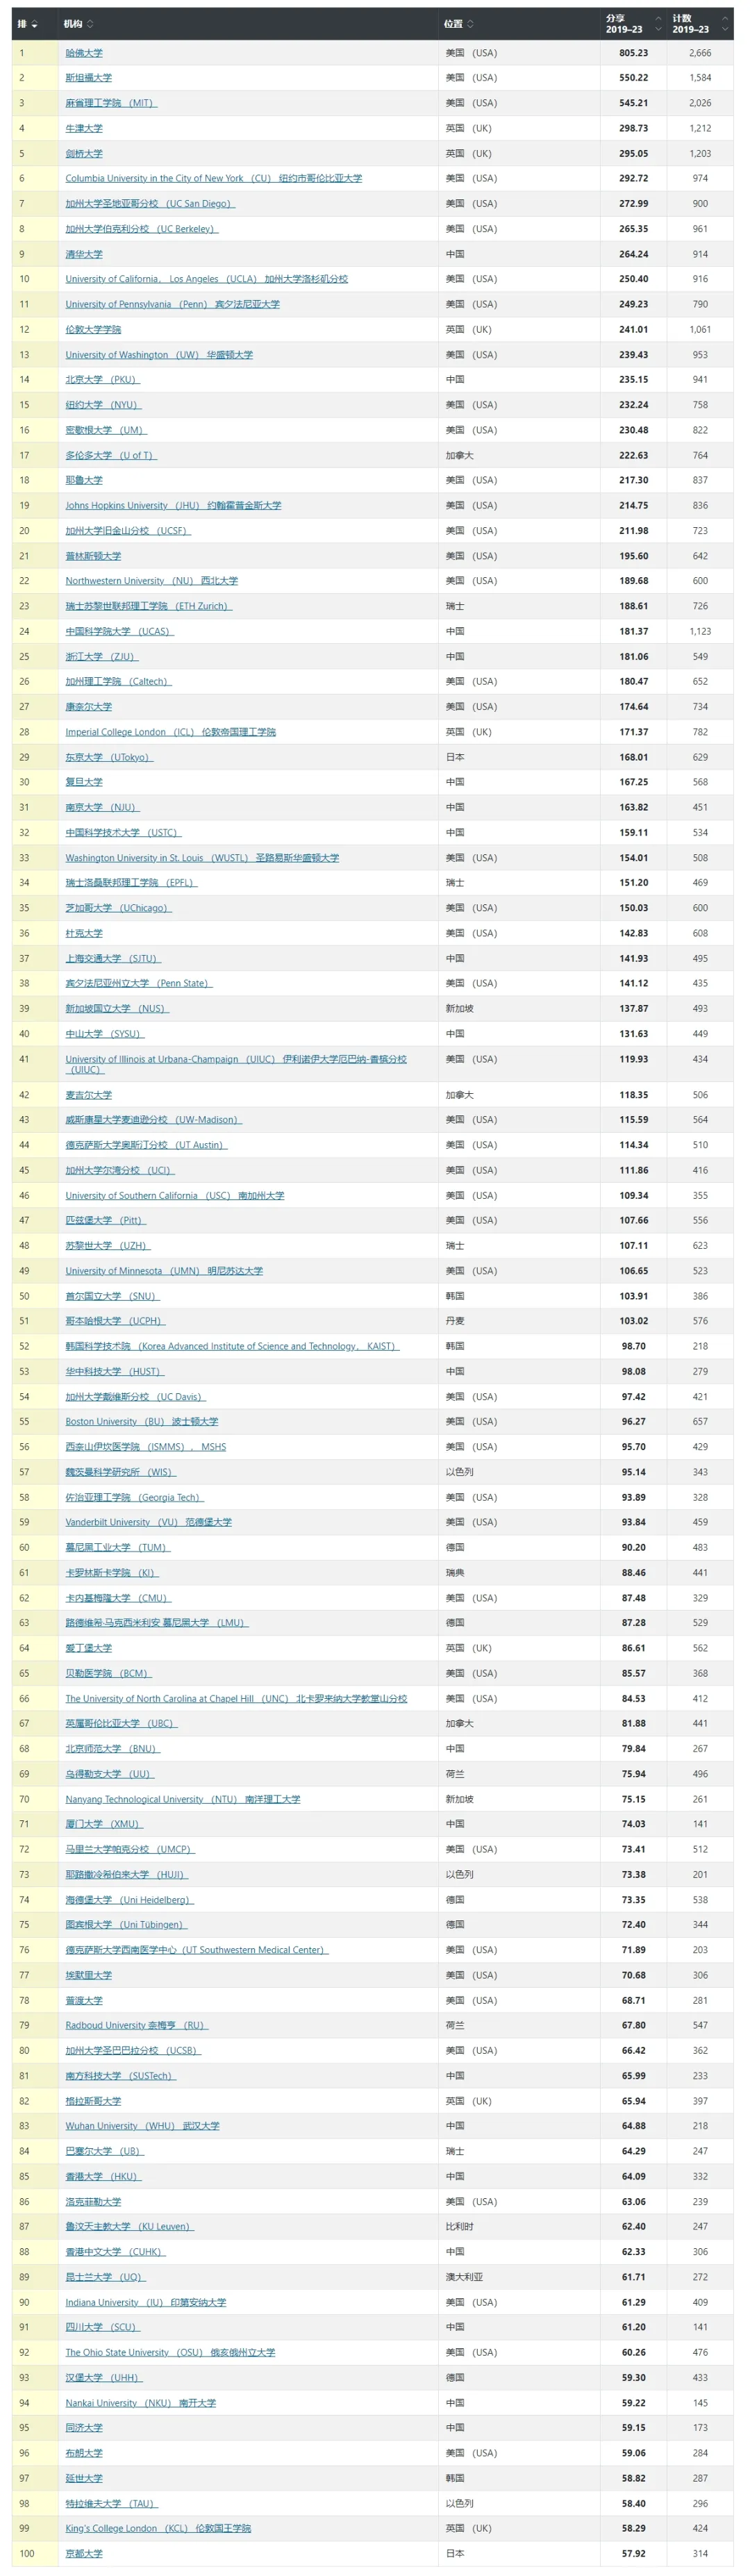 排 机构 位置 分享 2019–23 计数 2019–23
1 哈佛大学 美国 （USA） 805.23 2,666
2 斯坦福大学 美国 （USA） 550.22 1,584
3 麻省理工学院 （MIT） 美国 （USA） 545.21 2,026
4 牛津大学 英国 （UK） 298.73 1,212
5 剑桥大学 英国 （UK） 295.05 1,203
6 Columbia University in the City of New York （CU） 纽约市哥伦比亚大学 美国 （USA） 292.72 974
7 加州大学圣地亚哥分校 （UC San Diego） 美国 （USA） 272.99 900
8 加州大学伯克利分校 （UC Berkeley） 美国 （USA） 265.35 961
9 清华大学 中国 264.24 914
10 University of California， Los Angeles （UCLA） 加州大学洛杉矶分校 美国 （USA） 250.40 916
11 University of Pennsylvania （Penn） 宾夕法尼亚大学 美国 （USA） 249.23 790
12 伦敦大学学院 英国 （UK） 241.01 1,061
13 University of Washington （UW） 华盛顿大学 美国 （USA） 239.43 953
14 北京大学 （PKU） 中国 235.15 941
15 纽约大学 （NYU） 美国 （USA） 232.24 758
16 密歇根大学 （UM） 美国 （USA） 230.48 822
17 多伦多大学 （U of T） 加拿大 222.63 764
18 耶鲁大学 美国 （USA） 217.30 837
19 Johns Hopkins University （JHU） 约翰霍普金斯大学 美国 （USA） 214.75 836
20 加州大学旧金山分校 （UCSF） 美国 （USA） 211.98 723
21 普林斯顿大学 美国 （USA） 195.60 642
22 Northwestern University （NU） 西北大学 美国 （USA） 189.68 600
23 瑞士苏黎世联邦理工学院 （ETH Zurich） 瑞士 188.61 726
24 中国科学院大学 （UCAS） 中国 181.37 1,123
25 浙江大学 （ZJU） 中国 181.06 549
26 加州理工学院 （Caltech） 美国 （USA） 180.47 652
27 康奈尔大学 美国 （USA） 174.64 734
28 Imperial College London （ICL） 伦敦帝国理工学院 英国 （UK） 171.37 782
29 东京大学 （UTokyo） 日本 168.01 629
30 复旦大学 中国 167.25 568
31 南京大学 （NJU） 中国 163.82 451
32 中国科学技术大学 （USTC） 中国 159.11 534
33 Washington University in St. Louis （WUSTL） 圣路易斯华盛顿大学 美国 （USA） 154.01 508
34 瑞士洛桑联邦理工学院 （EPFL） 瑞士 151.20 469
35 芝加哥大学 （UChicago） 美国 （USA） 150.03 600
36 杜克大学 美国 （USA） 142.83 608
37 上海交通大学 （SJTU） 中国 141.93 495
38 宾夕法尼亚州立大学 （Penn State） 美国 （USA） 141.12 435
39 新加坡国立大学 （NUS） 新加坡 137.87 493
40 中山大学 （SYSU） 中国 131.63 449
41 University of Illinois at Urbana-Champaign （UIUC） 伊利诺伊大学厄巴纳-香槟分校 美国 （USA） 119.93 434
（UIUC）
42 麦吉尔大学 加拿大 118.35 506
43 威斯康星大学麦迪逊分校 （UW-Madison） 美国 （USA） 115.59 564
44 德克萨斯大学奥斯汀分校 （UT Austin） 美国 （USA） 114.34 510
45 加州大学尔湾分校 （UCI） 美国 （USA） 111.86 416
46 University of Southern California （USC） 南加州大学 美国 （USA） 109.34 355
47 匹兹堡大学 （Pitt） 美国 （USA） 107.66 556
48 苏黎世大学 （UZH） 瑞士 107.11 623
49 University of Minnesota （UMN） 明尼苏达大学 美国 （USA） 106.65 523
50 首尔国立大学 （SNU） 韩国 103.91 386
51 哥本哈根大学 （UCPH） 丹麦 103.02 576
52 韩国科学技术院 （Korea Advanced Institute of Science and Technology， KAIST） 韩国 98.70 218
53 华中科技大学 （HUST） 中国 98.08 279
54 加州大学戴维斯分校 （UC Davis） 美国 （USA） 97.42 421
55 Boston University （BU） 波士顿大学 美国 （USA） 96.27 657
56 西奈山伊坎医学院 （ISMMS） ， MSHS 美国 （USA） 95.70 429
57 魏茨曼科学研究所 （WIS） 以色列 95.14 343
58 佐治亚理工学院 （Georgia Tech） 美国 （USA） 93.89 328
59 Vanderbilt University （VU） 范德堡大学 美国 （USA） 93.84 459
60 慕尼黑工业大学 （TUM） 德国 90.20 483
61 卡罗林斯卡学院 （KI） 瑞典 88.46 441
62 卡内基梅隆大学 （CMU） 美国 （USA） 87.48 329
63 路德维希·马克西米利安 慕尼黑大学 （LMU） 德国 87.28 529
64 爱丁堡大学 英国 （UK） 86.61 562
65 贝勒医学院 （BCM） 美国 （USA） 85.57 368
66 The University of North Carolina at Chapel Hill （UNC） 北卡罗来纳大学教堂山分校 美国 （USA） 84.53 412
67 英属哥伦比亚大学 （UBC） 加拿大 81.88 441
68 北京师范大学 （BNU） 中国 79.84 267
69 乌得勒支大学 （UU） 荷兰 75.94 496
70 Nanyang Technological University （NTU） 南洋理工大学 新加坡 75.15 261
71 厦门大学 （XMU） 中国 74.03 141
72 马里兰大学帕克分校 （UMCP） 美国 （USA） 73.41 512
73 耶路撒冷希伯来大学 （HUJI） 以色列 73.38 201
74 海德堡大学 （Uni Heidelberg） 德国 73.35 538
75 图宾根大学 （Uni Tübingen） 德国 72.40 344
76 德克萨斯大学西南医学中心（UT Southwestern Medical Center） 美国 （USA） 71.89 203
77 埃默里大学 美国 （USA） 70.68 306
78 普渡大学 美国 （USA） 68.71 281
79 Radboud University 奈梅亨 （RU） 荷兰 67.80 547
80 加州大学圣巴巴拉分校 （UCSB） 美国 （USA） 66.42 362
81 南方科技大学 （SUSTech） 中国 65.99 233
82 格拉斯哥大学 英国 （UK） 65.94 397
83 Wuhan University （WHU） 武汉大学 中国 64.88 218
84 巴塞尔大学 （UB） 瑞士 64.29 247
85 香港大学 （HKU） 中国 64.09 332
86 洛克菲勒大学 美国 （USA） 63.06 239
87 鲁汶天主教大学 （KU Leuven） 比利时 62.40 247
88 香港中文大学 （CUHK） 中国 62.33 306
89 昆士兰大学 （UQ） 澳大利亚 61.71 272
90 Indiana University （IU） 印第安纳大学 美国 （USA） 61.29 409
91 四川大学 （SCU） 中国 61.20 141
92 The Ohio State University （OSU） 俄亥俄州立大学 美国 （USA） 60.26 476
93 汉堡大学 （UHH） 德国 59.30 433
94 Nankai University （NKU） 南开大学 中国 59.22 145
95 同济大学 中国 59.15 173
96 布朗大学 美国 （USA） 59.06 284
97 延世大学 韩国 58.82 287
98 特拉维夫大学 （TAU） 以色列 58.40 296
99 King's College London （KCL） 伦敦国王学院 英国 （UK） 58.29 424
100 京都大学 日本 57.92 314